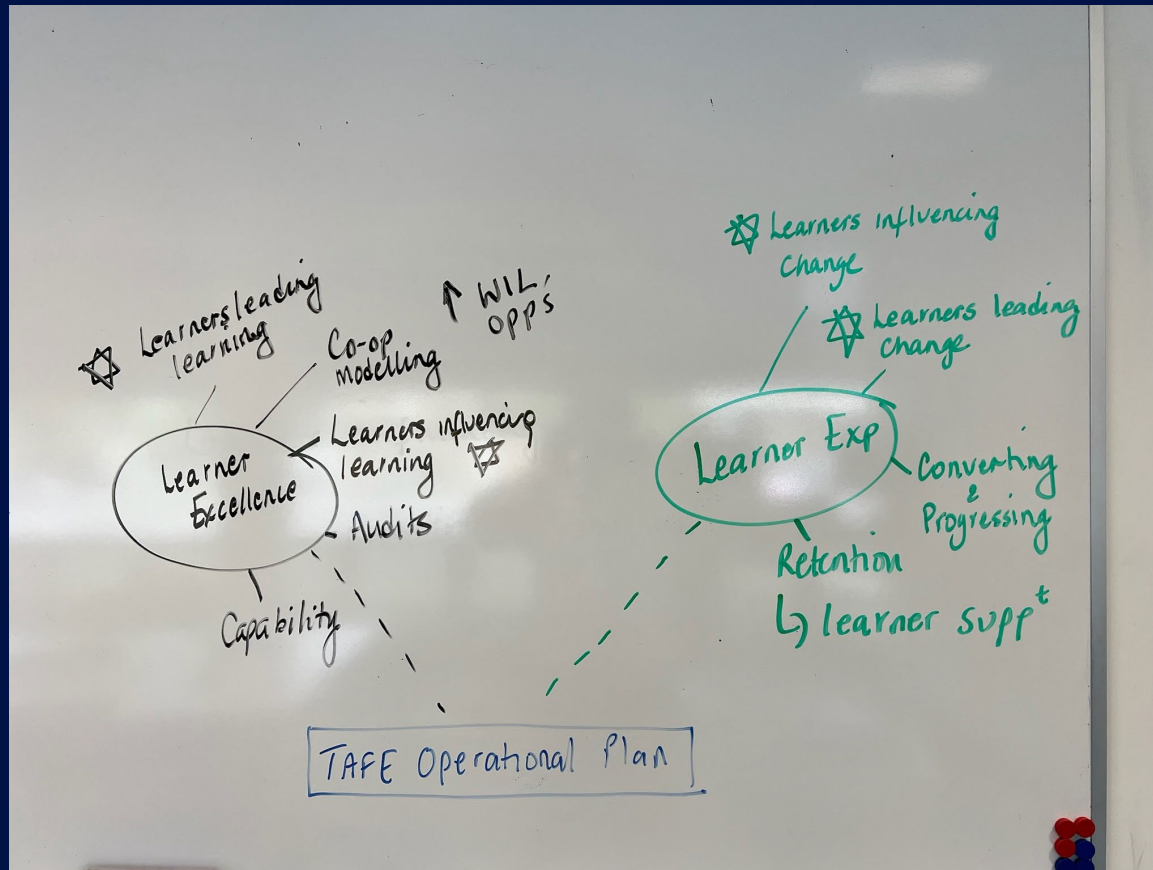 Learners leading
learning
Co-op
Modelling
↑ WIL
opps
Learners influencing
learning
Learner
Excellence
Audits
Capability
Learners influencing
change
Learners leading
change
Learner Exp
Converting
&
Progressing
Retention
↳ learner suppᵗ
TAFE Operational Plan